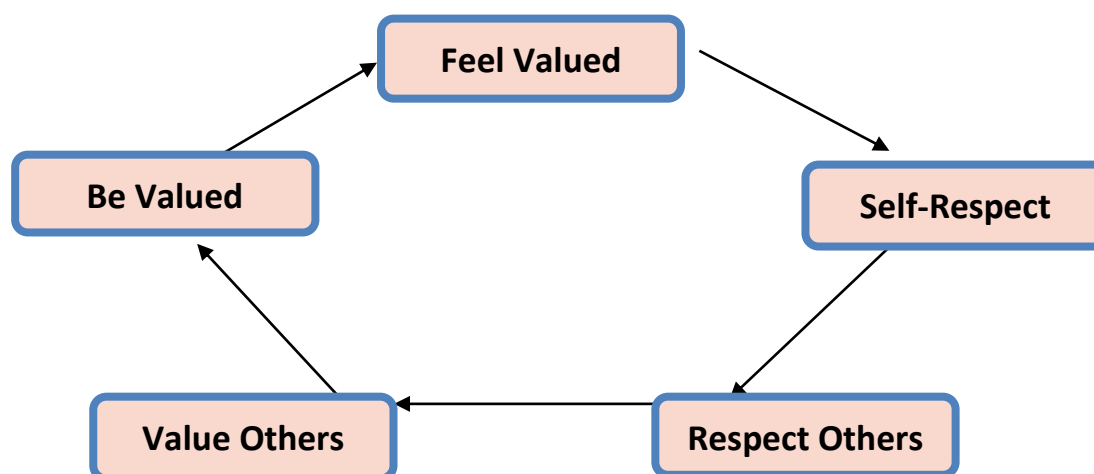 Feel Valued
Be Valued
Self-Respect
Value Others
Respect Others